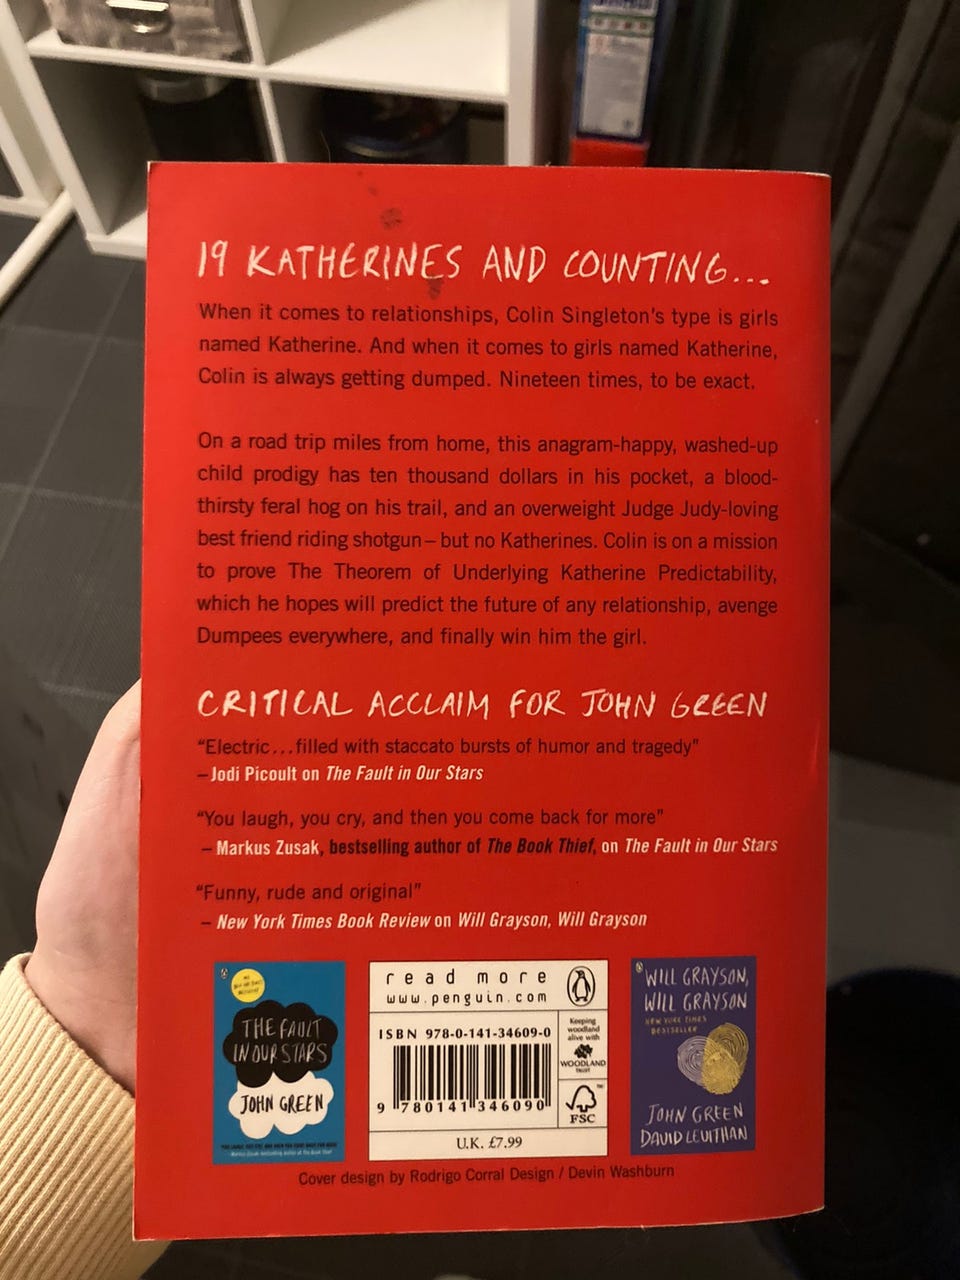 19 KATHERINES AND COUNTING...
When it comes to relationships, Colin Singleton's type is girls
named Katherine. And when it comes to girls named Katherine,
Colin is always getting dumped. Nineteen times, to be exact.
On a road trip miles from home, this anagram-happy, washed-up
child prodigy has ten thousand dollars in his pocket, a blood-
thirsty feral hog on his trail, and an overweight Judge Judy-loving
best friend riding shotgun – but no Katherines. Colin is on a mission
to prove The Theorem of Underlying Katherine Predictability,
which he hopes will predict the future of any relationship, avenge
Dumpees everywhere, and finally win him the girl.
CRITICAL ACCLAIM FOR JOHN GREEN
“Electric...filled with staccato bursts of humor and tragedy”
–Jodi Picoult on The Fault in Our Stars
“You laugh, you cry, and then you come back for more”
– Markus Zusak, bestselling author of The Book Thief, on The Fault in Our Stars
“Funny, rude and original”
– New York Times Book Review on Will Grayson, Will Grayson
THE FAULT
IN OUR STARS
JOHN GREEN
read more
www.penguin.com
ISBN 978-0-141-34609-0
9 780141 346090
U.K. £7.99
Keeping
woodland
alive with
WOODLAND
TRUST
FSC
WILL GRAYSON,
WILL GRAYSON
NEW YORK TIMES
BESTSELLER
JOHN GREEN
DAVID LEVITHAN
Cover design by Rodrigo Corral Design / Devin Washburn